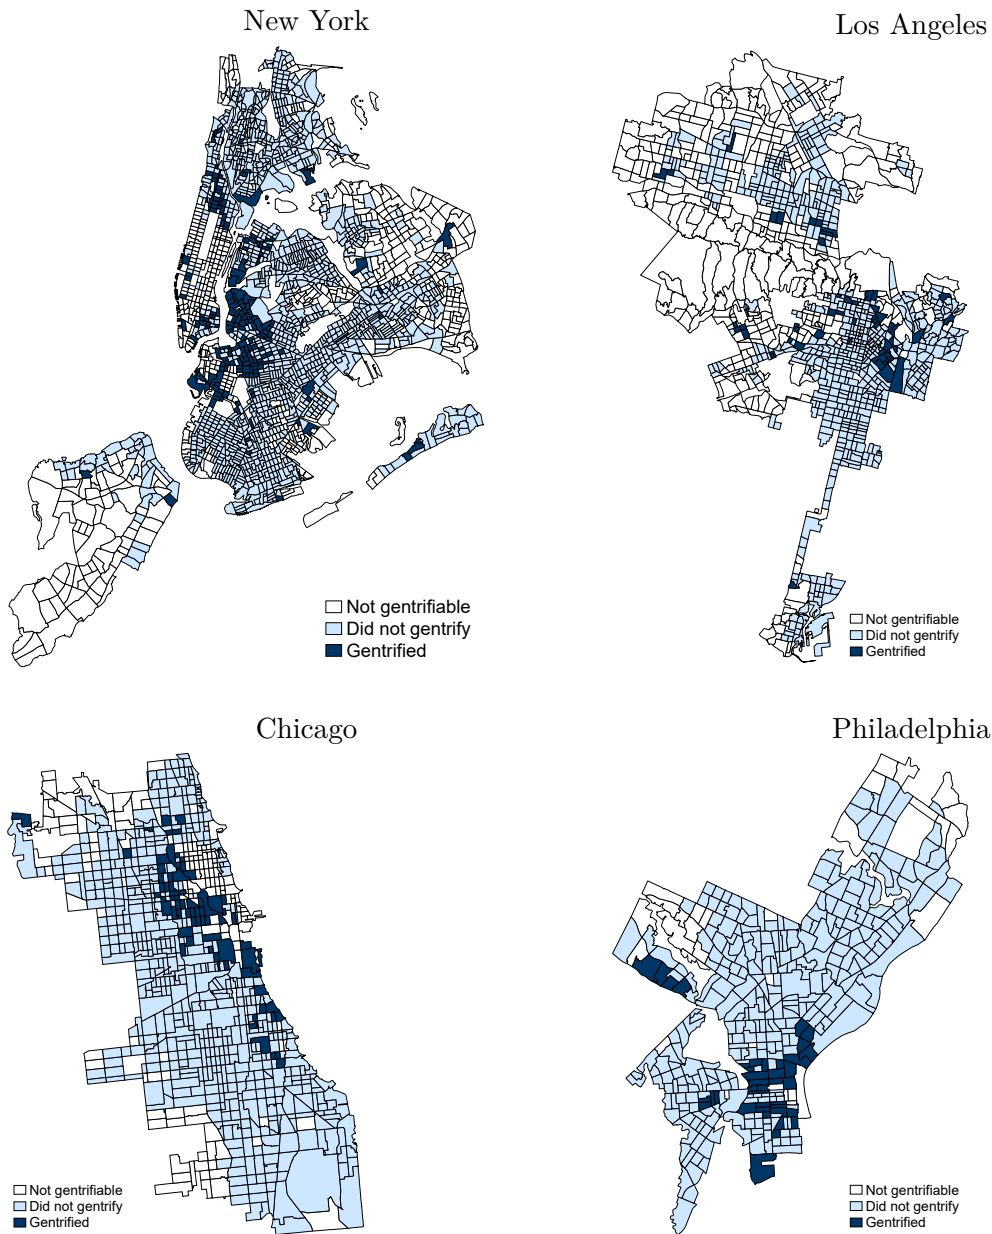 New York
Los Angeles
Not gentrifiable
Did not gentrify
Gentrified
Not gentrifiable
Did not gentrify
Gentrified
Chicago
Philadelphia
Not gentrifiable
Did not gentrify
Gentrified
Not gentrifiable
Did not gentrify
Gentrified